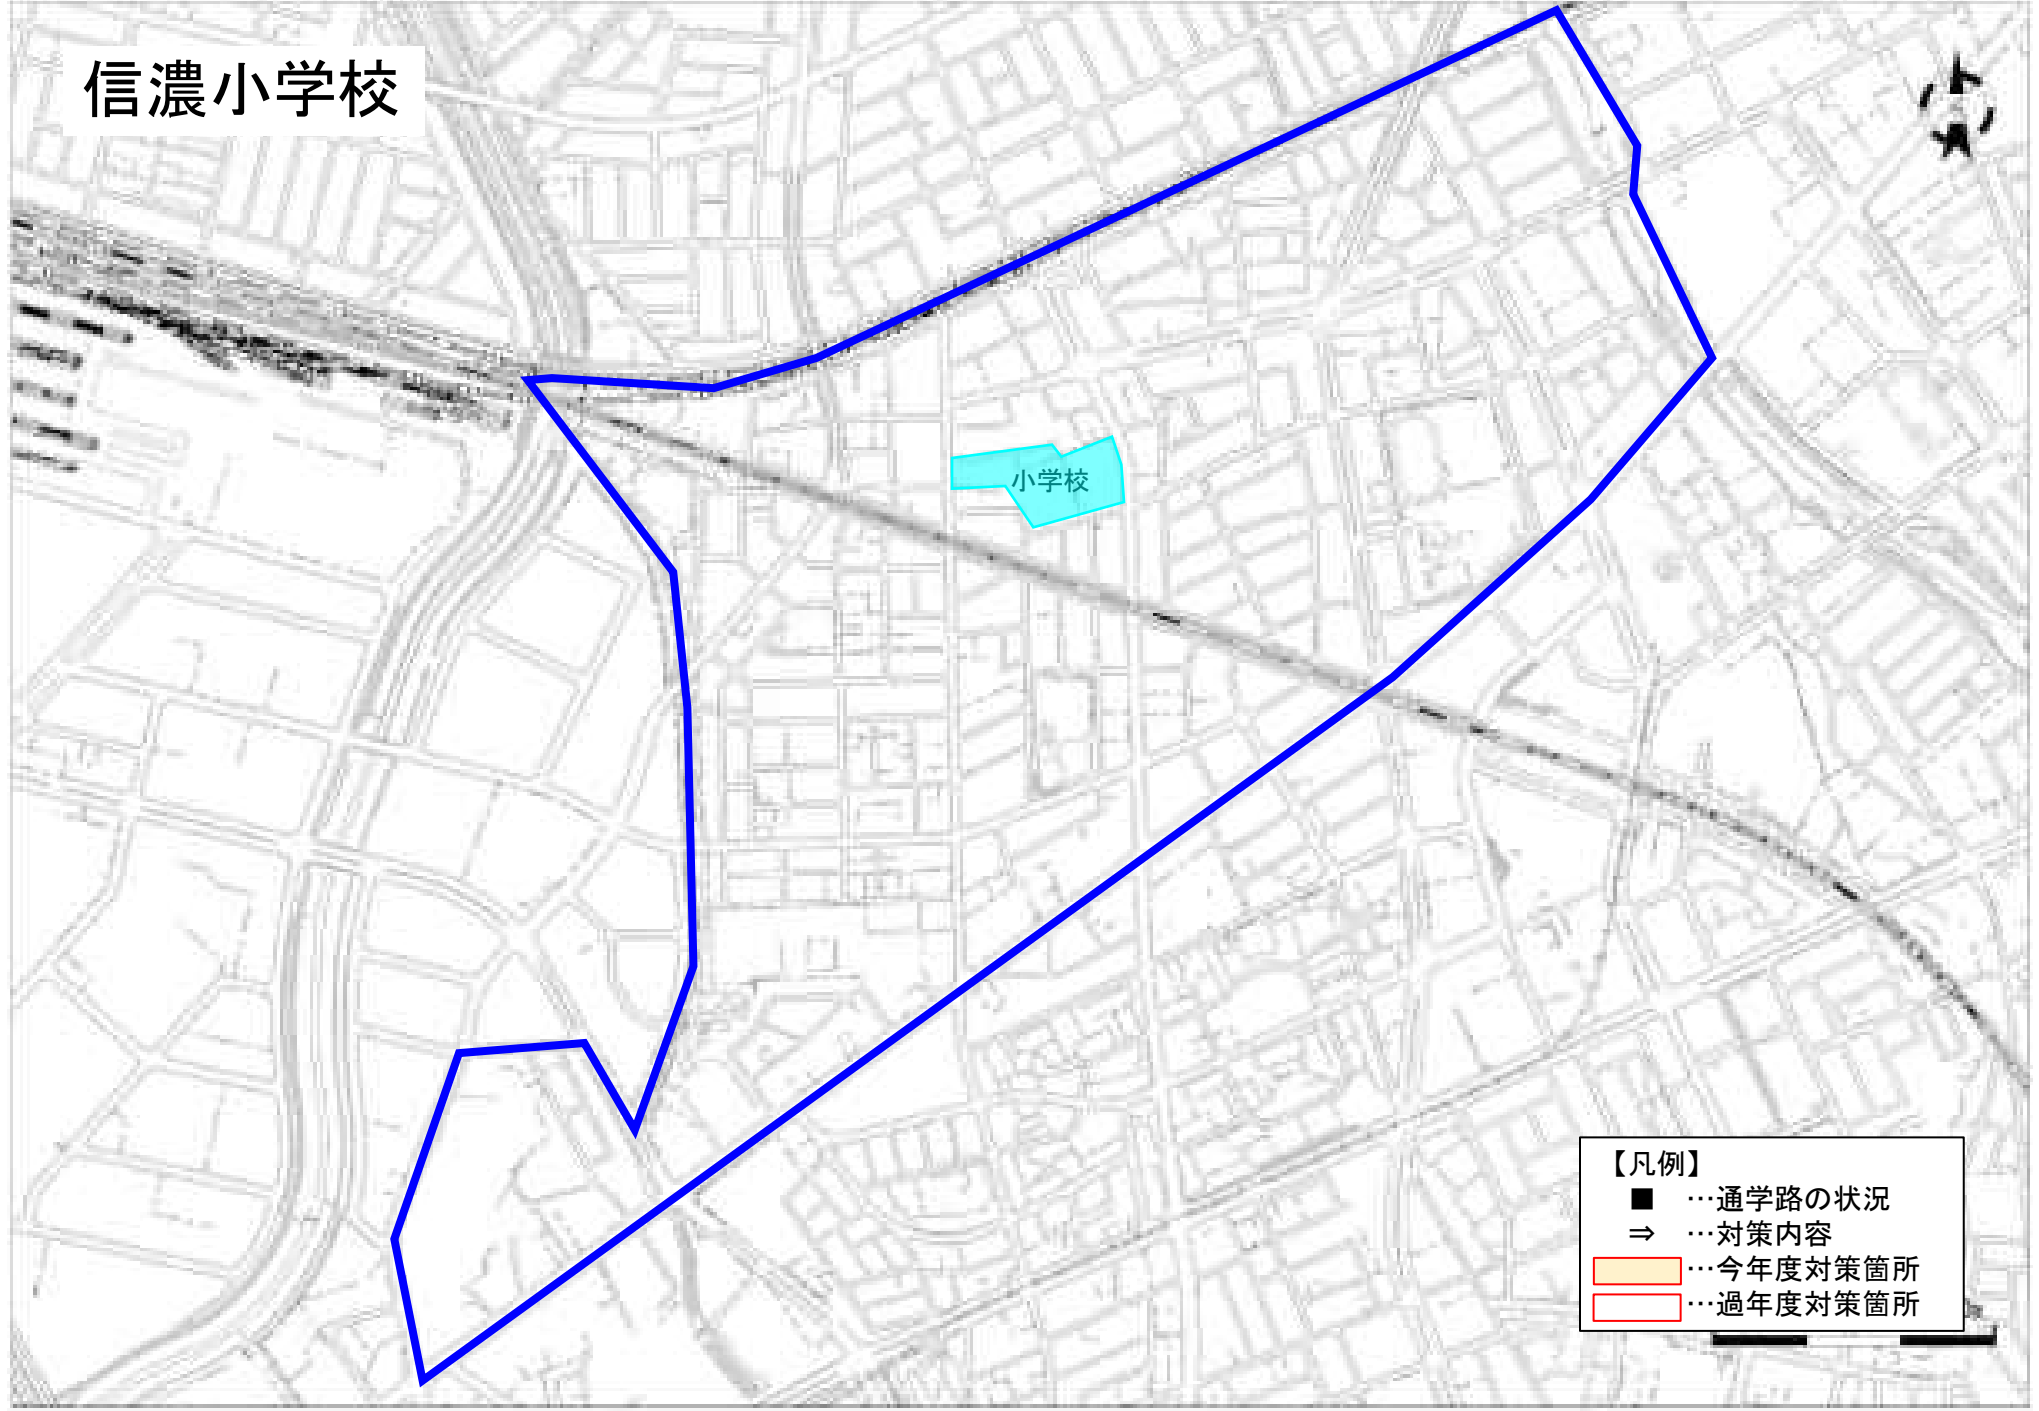 信濃小学校
小学校
【凡例】
■ …通学路の状況
⇒ …対策内容
…今年度対策箇所
…過年度対策箇所